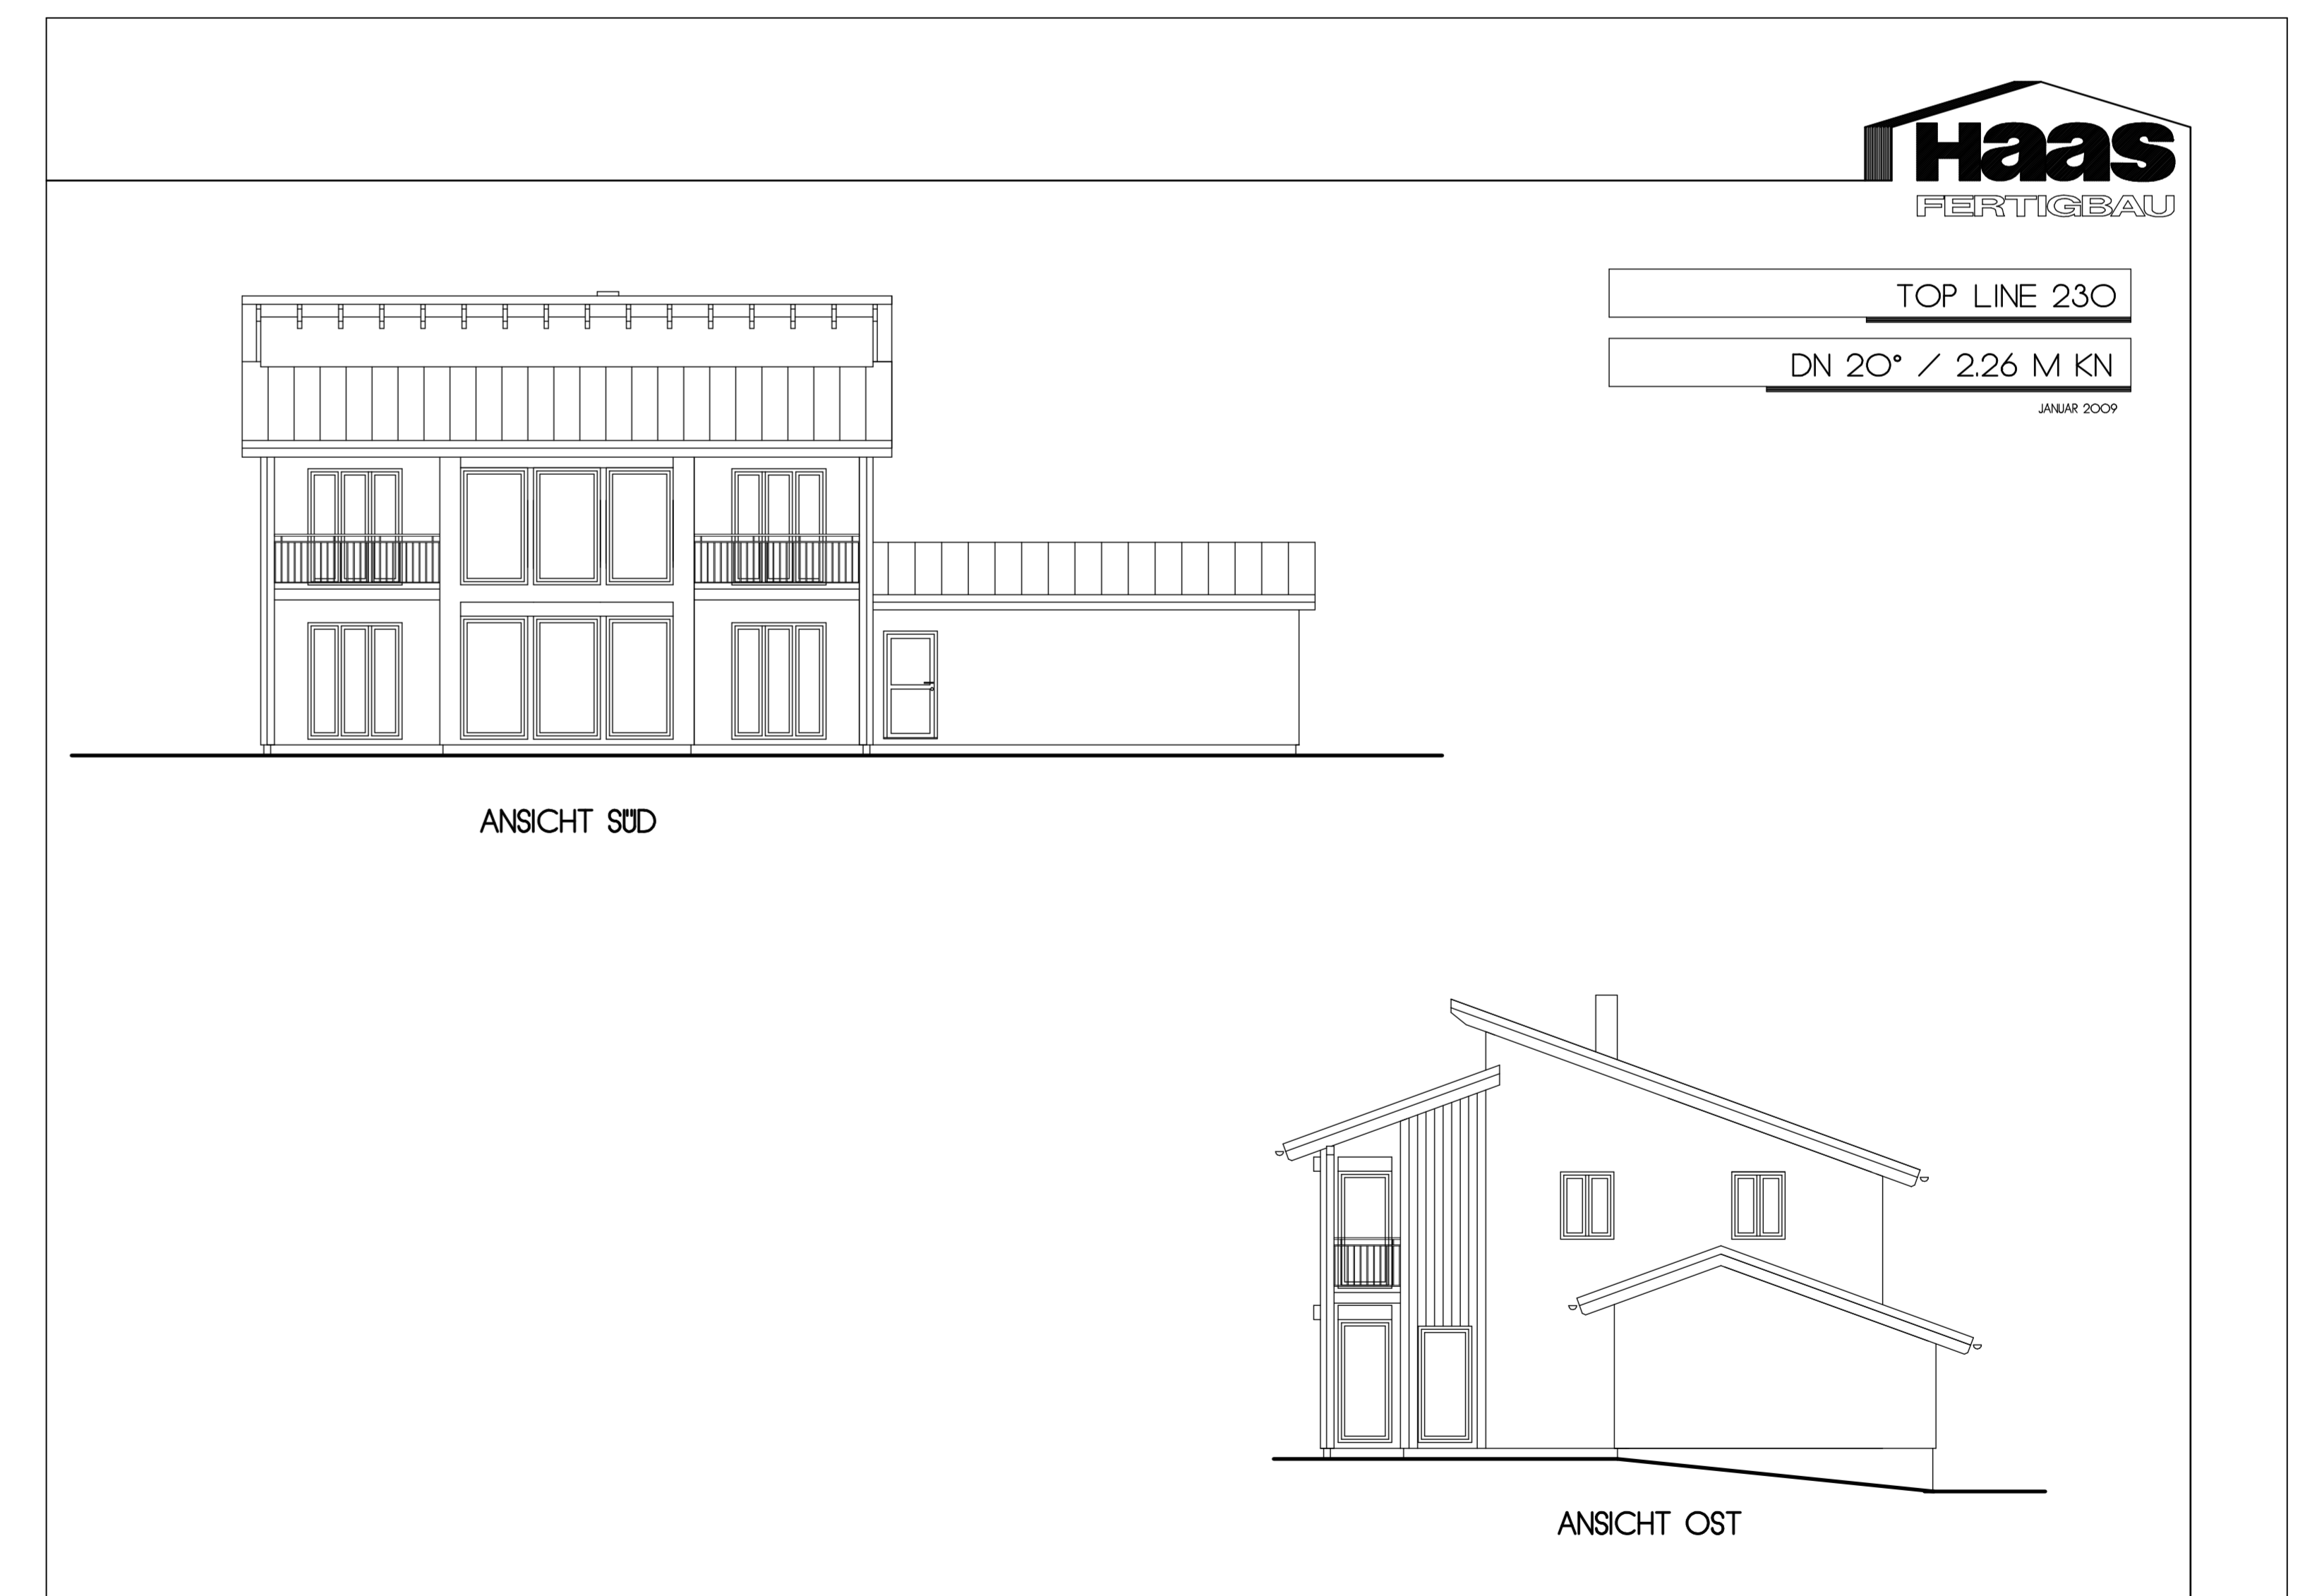 Haas
FERTIGBAU
TOP LINE 230
DN 20° / 2.26 M KN
JANUAR 2009
ANSICHT SÜD
ANSICHT OST